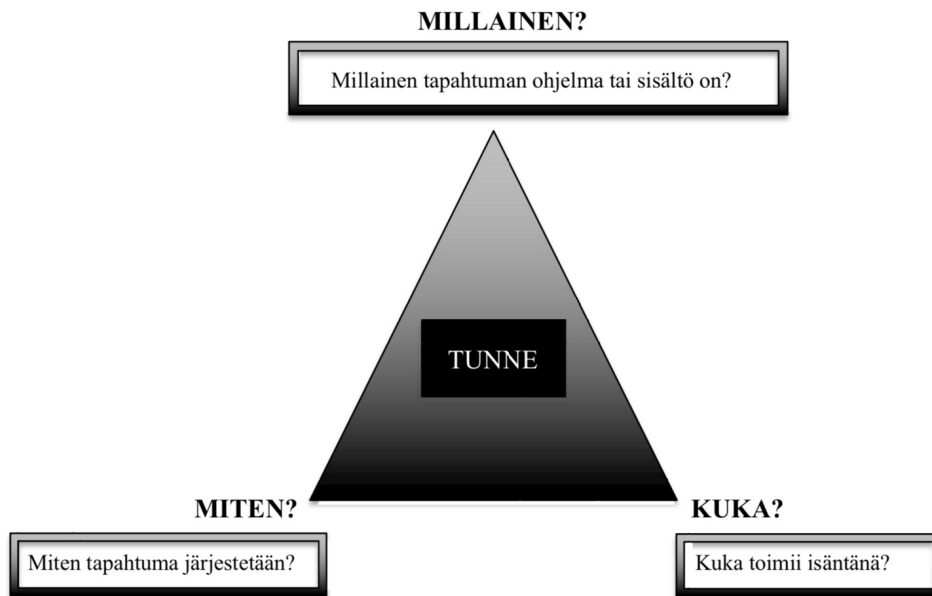 MILLAINEN?
Millainen tapahtuman ohjelma tai sisältö on?
TUNNE
MITEN?
KUKA?
Miten tapahtuma järjestetään?
Kuka toimii isäntänä?